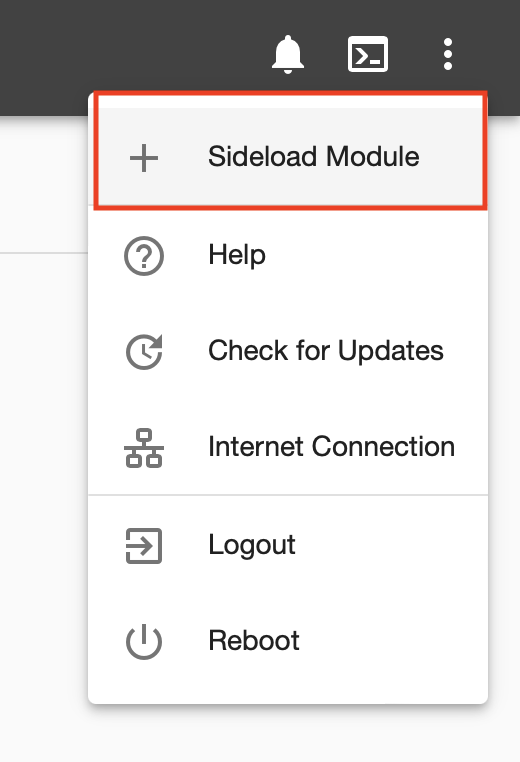 Sideload Module
Help
Check for Updates
Internet Connection
Logout
Reboot